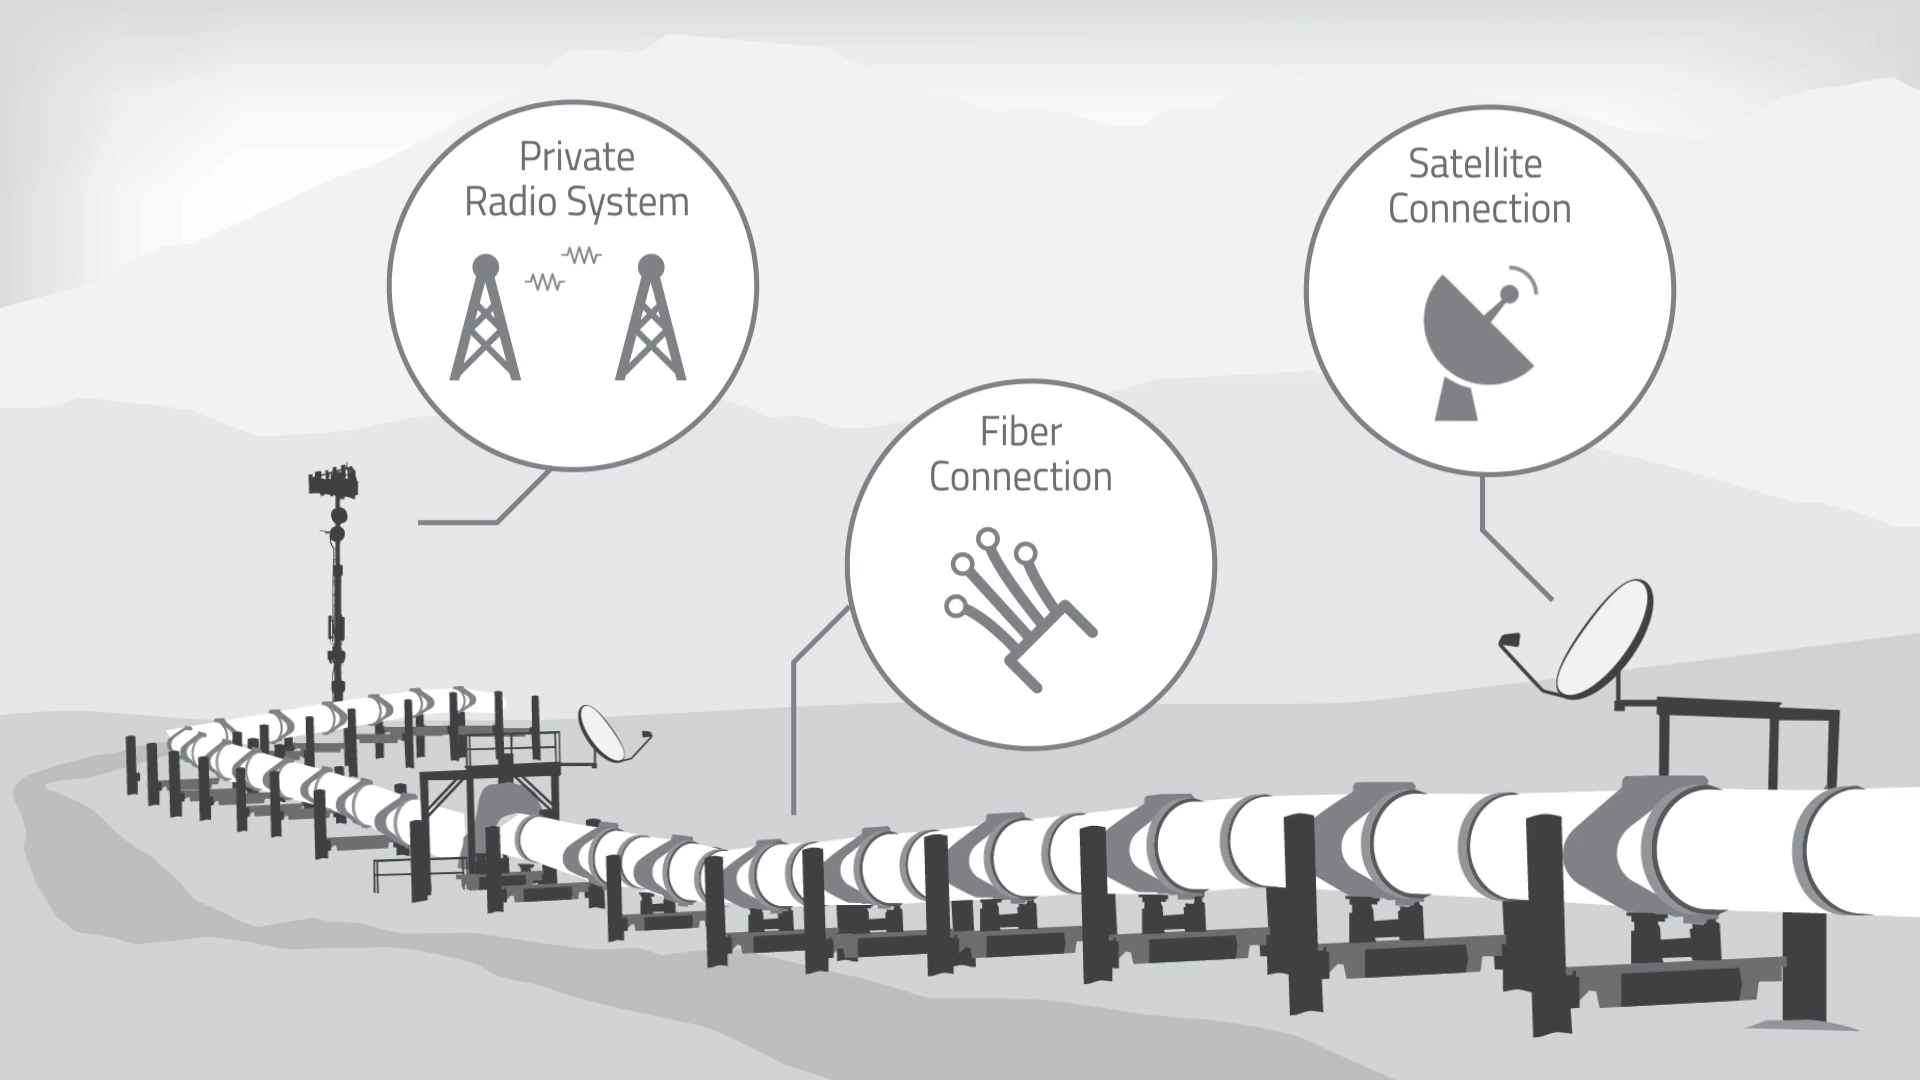 Private
Radio System
Fiber
Connection
Satellite
Connection